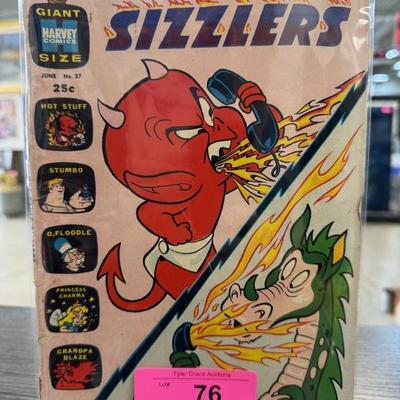 GIANT
HARVEY
COMICS
SIZE
JUNE No. 37
25c
SIZZLERS
HOT STUFF
STUMBO
O,FLOODLE
PRINCESS
CHARMA
GRANDPA
BLAZE
Tyler Grace Auctions
Lot#
76